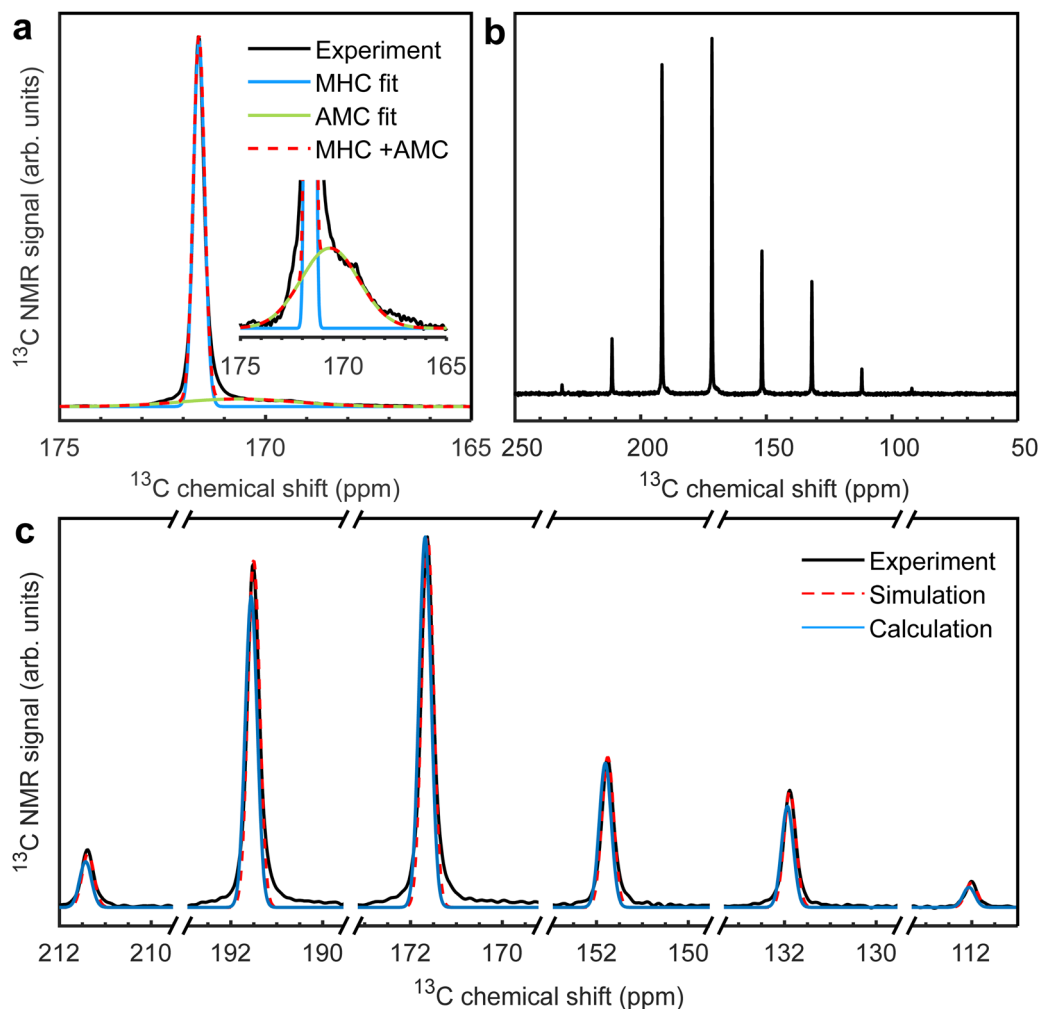 a
Experiment
MHC fit
AMC fit
MHC +AMC
175 170 165
¹³C NMR signal (arb. units)
175 170 165
¹³C chemical shift (ppm)
b
250 200 150 100 50
¹³C chemical shift (ppm)
c
Experiment
Simulation
Calculation
¹³C NMR signal (arb. units)
212 210 192 190 172 170 152 150 132 130 112
¹³C chemical shift (ppm)